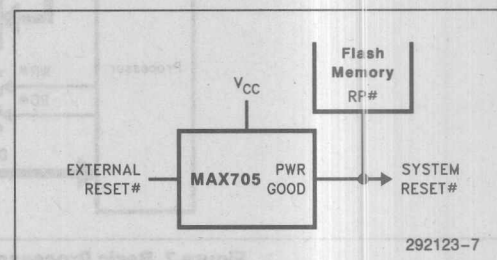 Flash
Memory
RP#
VCC
EXTERNAL
RESET#
MAX705
PWR
GOOD
SYSTEM
RESET#
292123-7